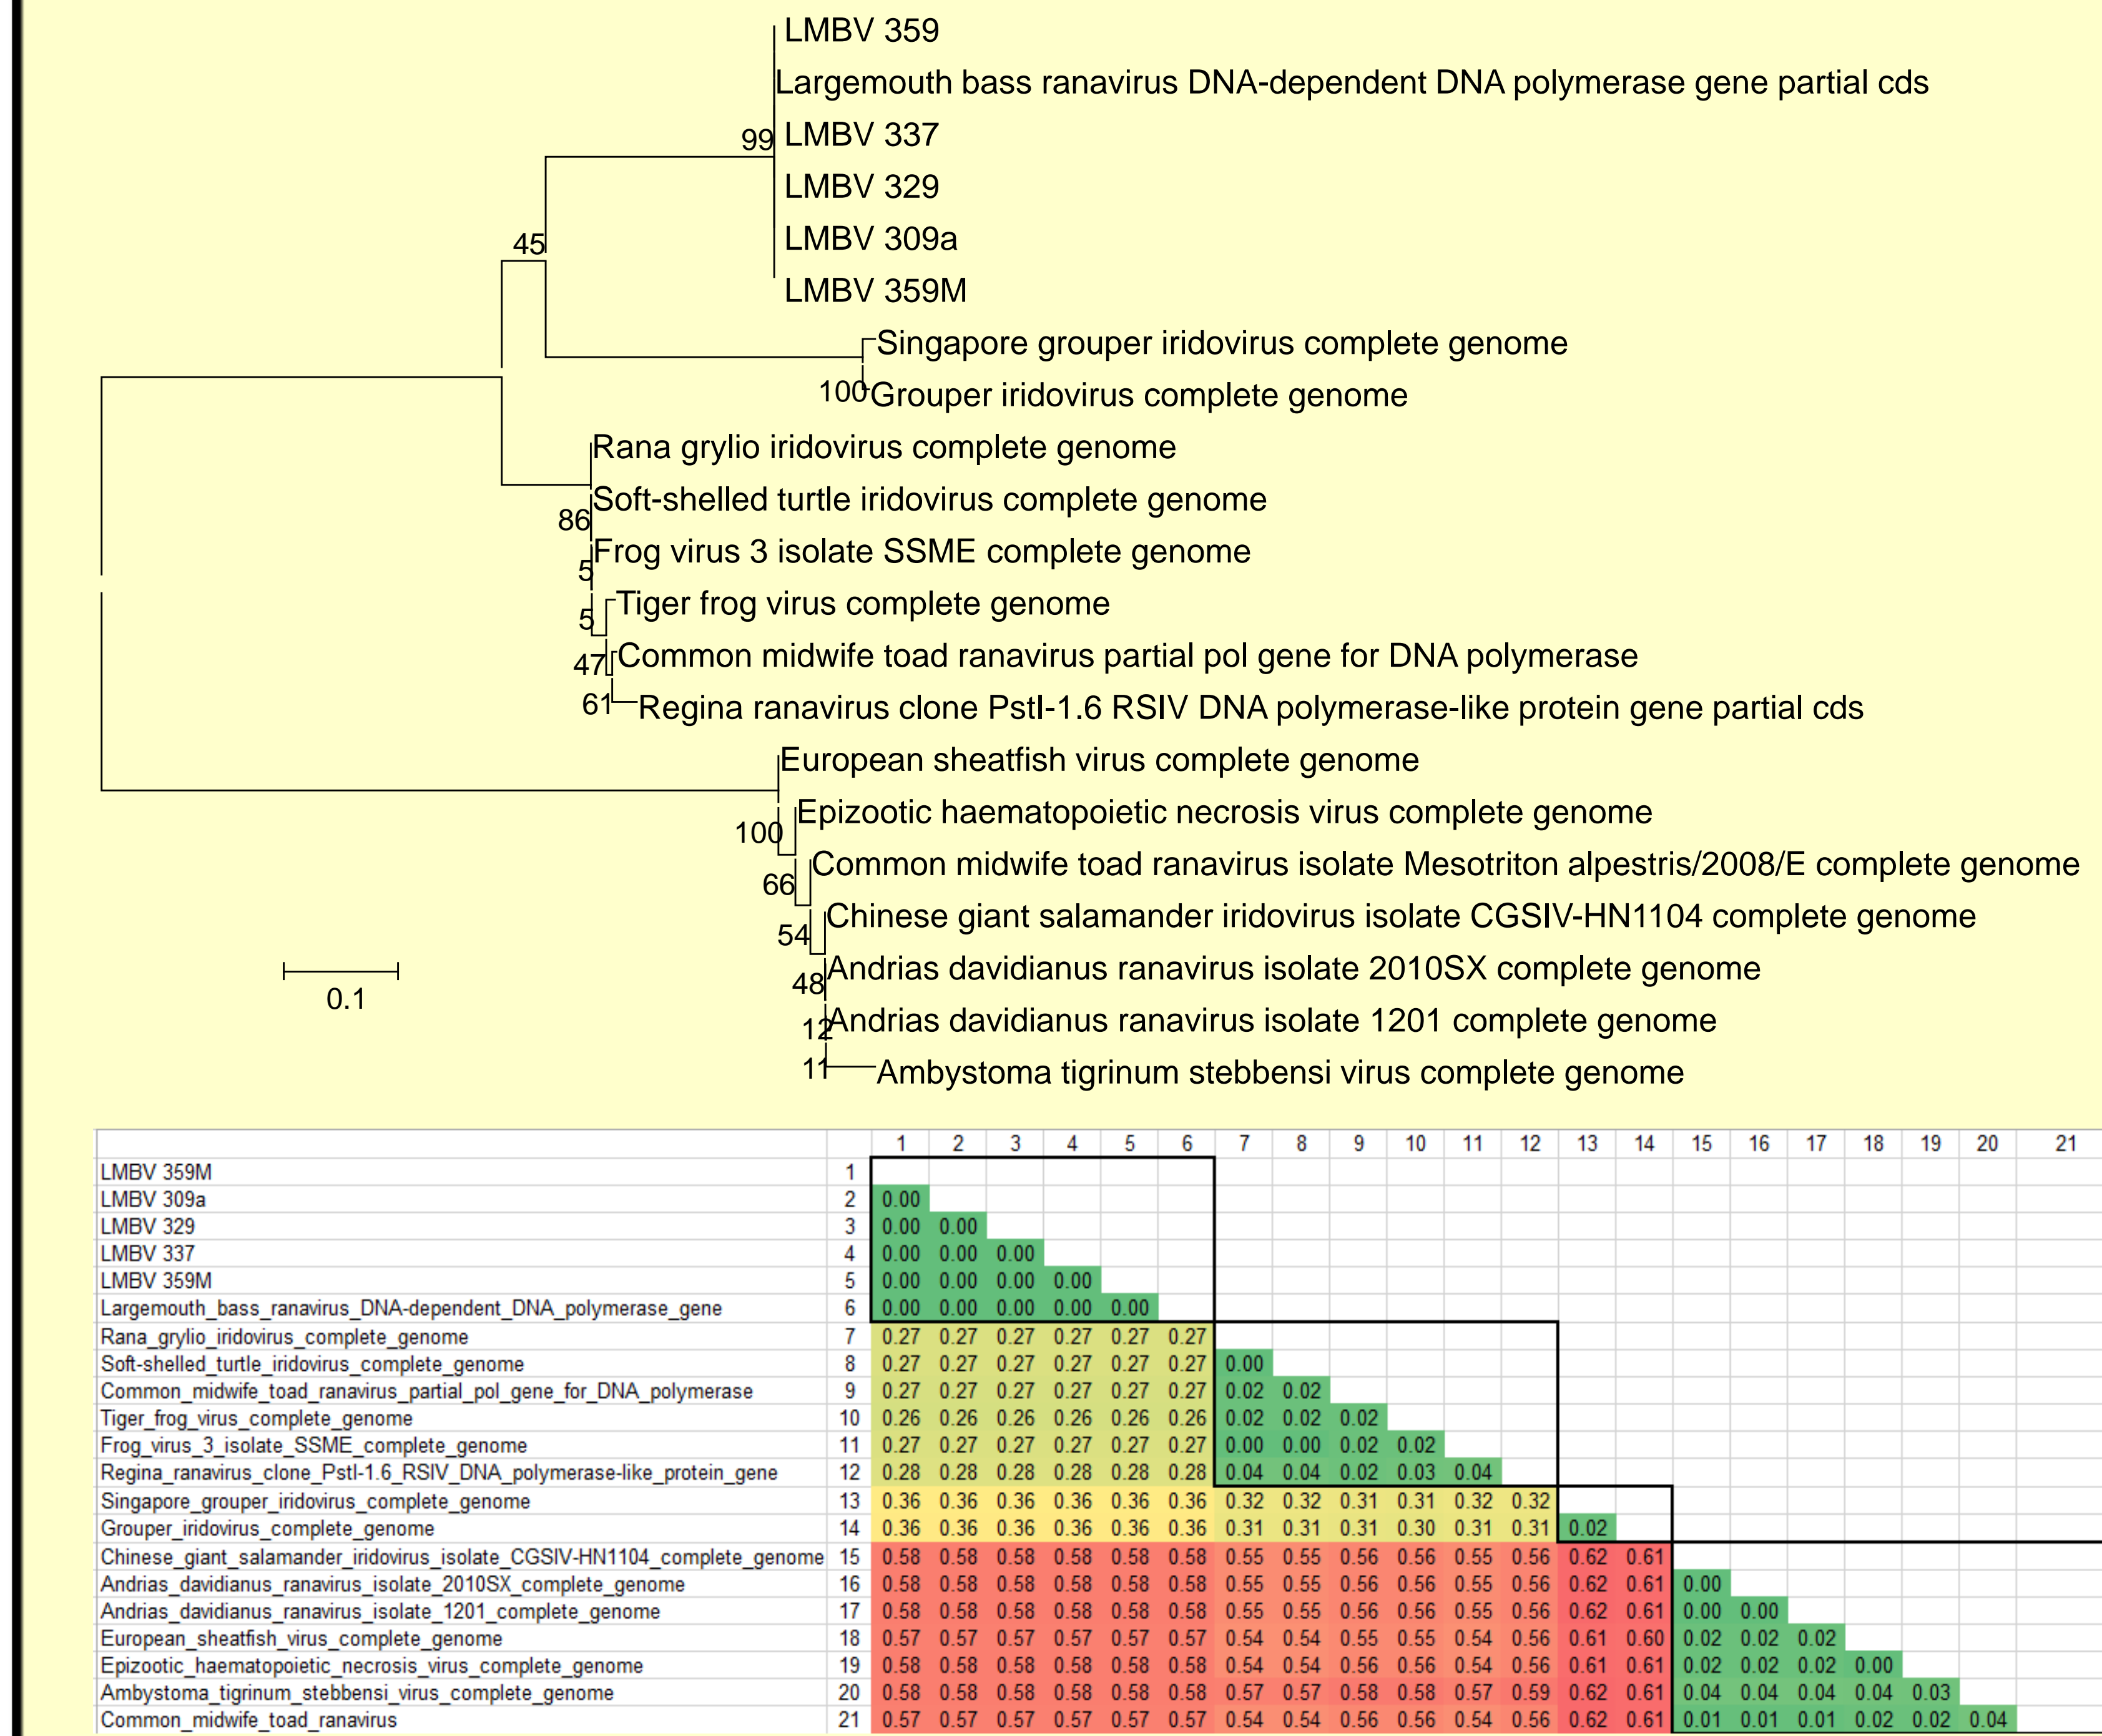 LMBV 359
Largemouth bass ranavirus DNA-dependent DNA polymerase gene partial cds
99
LMBV 337
LMBV 329
LMBV 309a
45
LMBV 359M
Singapore grouper iridovirus complete genome
100
Grouper iridovirus complete genome
Rana grylio iridovirus complete genome
Soft-shelled turtle iridovirus complete genome
86
Frog virus 3 isolate SSME complete genome
5
Tiger frog virus complete genome
5
Common midwife toad ranavirus partial pol gene for DNA polymerase
47
61
Regina ranavirus clone PstI-1.6 RSIV DNA polymerase-like protein gene partial cds
European sheatfish virus complete genome
Epizootic haematopoietic necrosis virus complete genome
100
Common midwife toad ranavirus isolate Mesotriton alpestris/2008/E complete genome
66
Chinese giant salamander iridovirus isolate CGSIV-HN1104 complete genome
54
Andrias davidianus ranavirus isolate 2010SX complete genome
48
0.1
Andrias davidianus ranavirus isolate 1201 complete genome
12
11
Ambystoma tigrinum stebbensi virus complete genome
1 2 3 4 5 6 7 8 9 10 11 12 13 14 15 16 17 18 19 20 21
LMBV 359M 1
LMBV 309a 2 0.00
LMBV 329 3 0.00 0.00
LMBV 337 4 0.00 0.00 0.00
LMBV 359M 5 0.00 0.00 0.00 0.00
Largemouth_bass_ranavirus_DNA-dependent_DNA_polymerase_gene 6 0.00 0.00 0.00 0.00 0.00
Rana_grylio_iridovirus_complete_genome 7 0.27 0.27 0.27 0.27 0.27 0.27
Soft-shelled_turtle_iridovirus_complete_genome 8 0.27 0.27 0.27 0.27 0.27 0.27 0.00
Common_midwife_toad_ranavirus_partial_pol_gene_for_DNA_polymerase 9 0.27 0.27 0.27 0.27 0.27 0.27 0.02 0.02
Tiger_frog_virus_complete_genome 10 0.26 0.26 0.26 0.26 0.26 0.26 0.02 0.02 0.02
Frog_virus_3_isolate_SSME_complete_genome 11 0.27 0.27 0.27 0.27 0.27 0.27 0.00 0.00 0.02 0.02
Regina_ranavirus_clone_PstI-1.6_RSIV_DNA_polymerase-like_protein_gene 12 0.28 0.28 0.28 0.28 0.28 0.28 0.04 0.04 0.02 0.03 0.04
Singapore_grouper_iridovirus_complete_genome 13 0.36 0.36 0.36 0.36 0.36 0.36 0.32 0.32 0.31 0.31 0.32 0.32
Grouper_iridovirus_complete_genome 14 0.36 0.36 0.36 0.36 0.36 0.36 0.31 0.31 0.31 0.30 0.31 0.31 0.02
Chinese_giant_salamander_iridovirus_isolate_CGSIV-HN1104_complete_genome 15 0.58 0.58 0.58 0.58 0.58 0.58 0.55 0.55 0.56 0.56 0.55 0.56 0.62 0.61
Andrias_davidianus_ranavirus_isolate_2010SX_complete_genome 16 0.58 0.58 0.58 0.58 0.58 0.58 0.55 0.55 0.56 0.56 0.55 0.56 0.62 0.61 0.00
Andrias_davidianus_ranavirus_isolate_1201_complete_genome 17 0.58 0.58 0.58 0.58 0.58 0.58 0.55 0.55 0.56 0.56 0.55 0.56 0.62 0.61 0.00 0.00
European_sheatfish_virus_complete_genome 18 0.57 0.57 0.57 0.57 0.57 0.57 0.54 0.54 0.55 0.55 0.54 0.56 0.61 0.60 0.02 0.02 0.02
Epizootic_haematopoietic_necrosis_virus_complete_genome 19 0.58 0.58 0.58 0.58 0.58 0.58 0.54 0.54 0.56 0.56 0.54 0.56 0.61 0.61 0.02 0.02 0.02 0.00
Ambystoma_tigrinum_stebbensi_virus_complete_genome 20 0.58 0.58 0.58 0.58 0.58 0.58 0.57 0.57 0.58 0.58 0.57 0.59 0.62 0.61 0.04 0.04 0.04 0.04 0.03
Common_midwife_toad_ranavirus 21 0.57 0.57 0.57 0.57 0.57 0.57 0.54 0.54 0.56 0.56 0.54 0.56 0.62 0.61 0.01 0.01 0.01 0.02 0.02 0.04